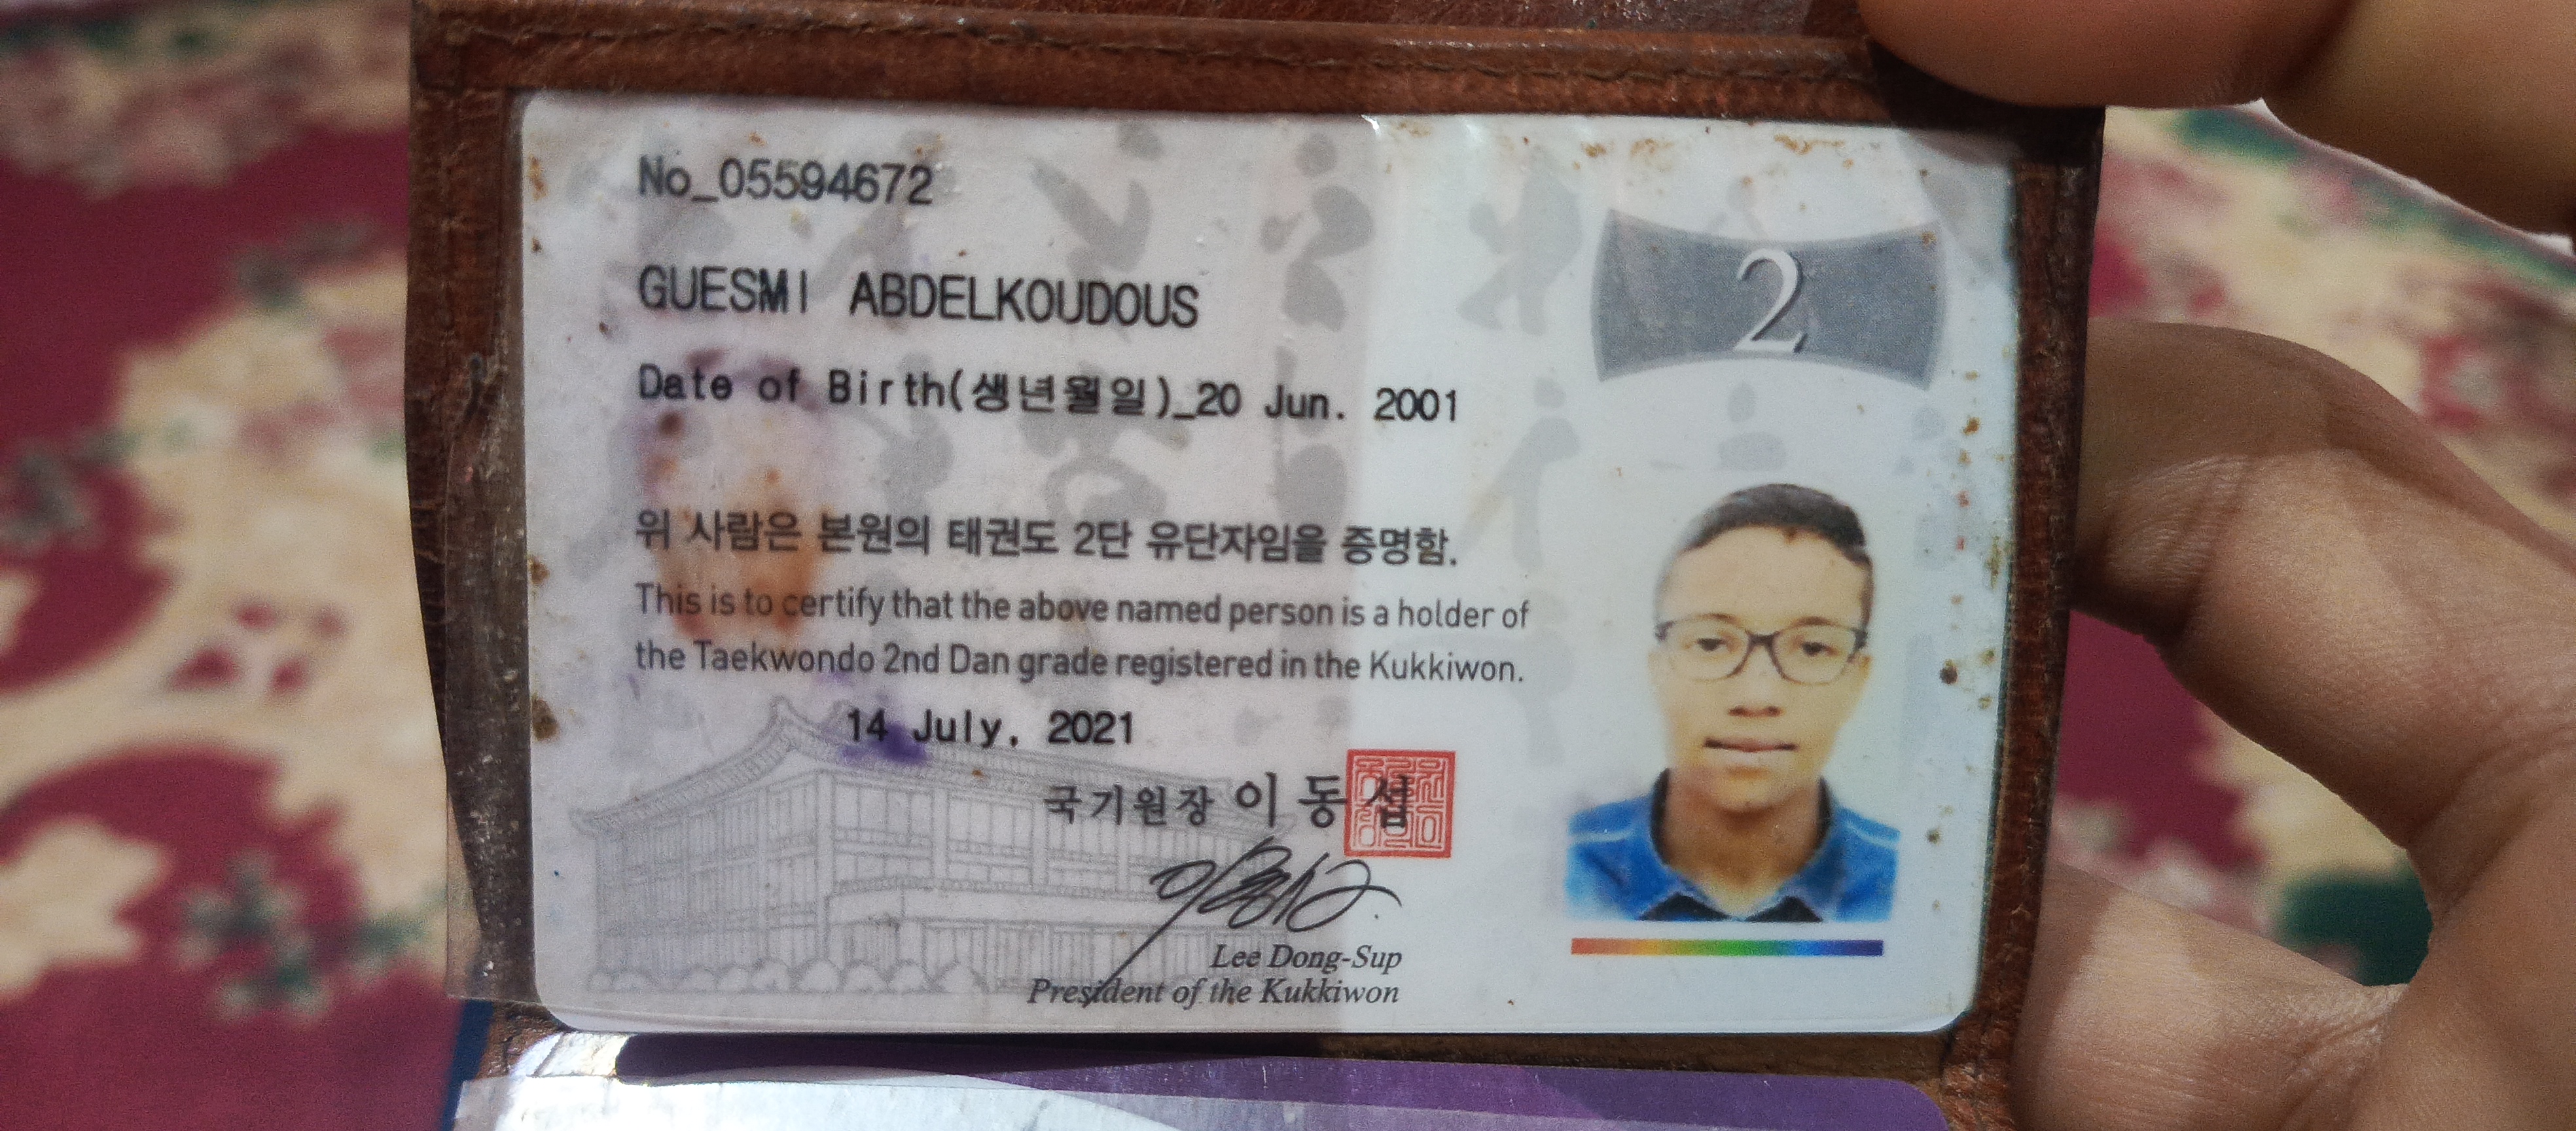 No_05594672
2
GUESMI ABDELKOUDOUS
Date of Birth(생년월일)_20 Jun. 2001
위 사람은 본원의 태권도 2단 유단자임을 증명함.
This is to certify that the above named person is a holder of
the Taekwondo 2nd Dan grade registered in the Kukkiwon.
14 July, 2021
국기원장 이동섭
Lee Dong-Sup
President of the Kukkiwon